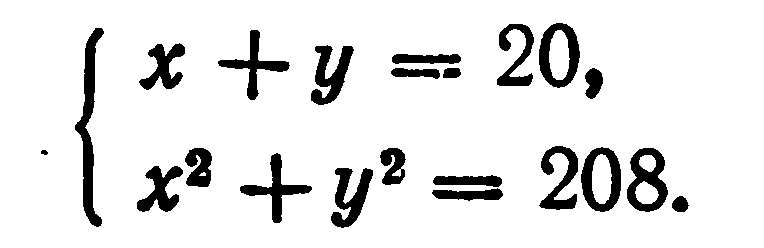 x + y = 20,
x² + y² = 208.